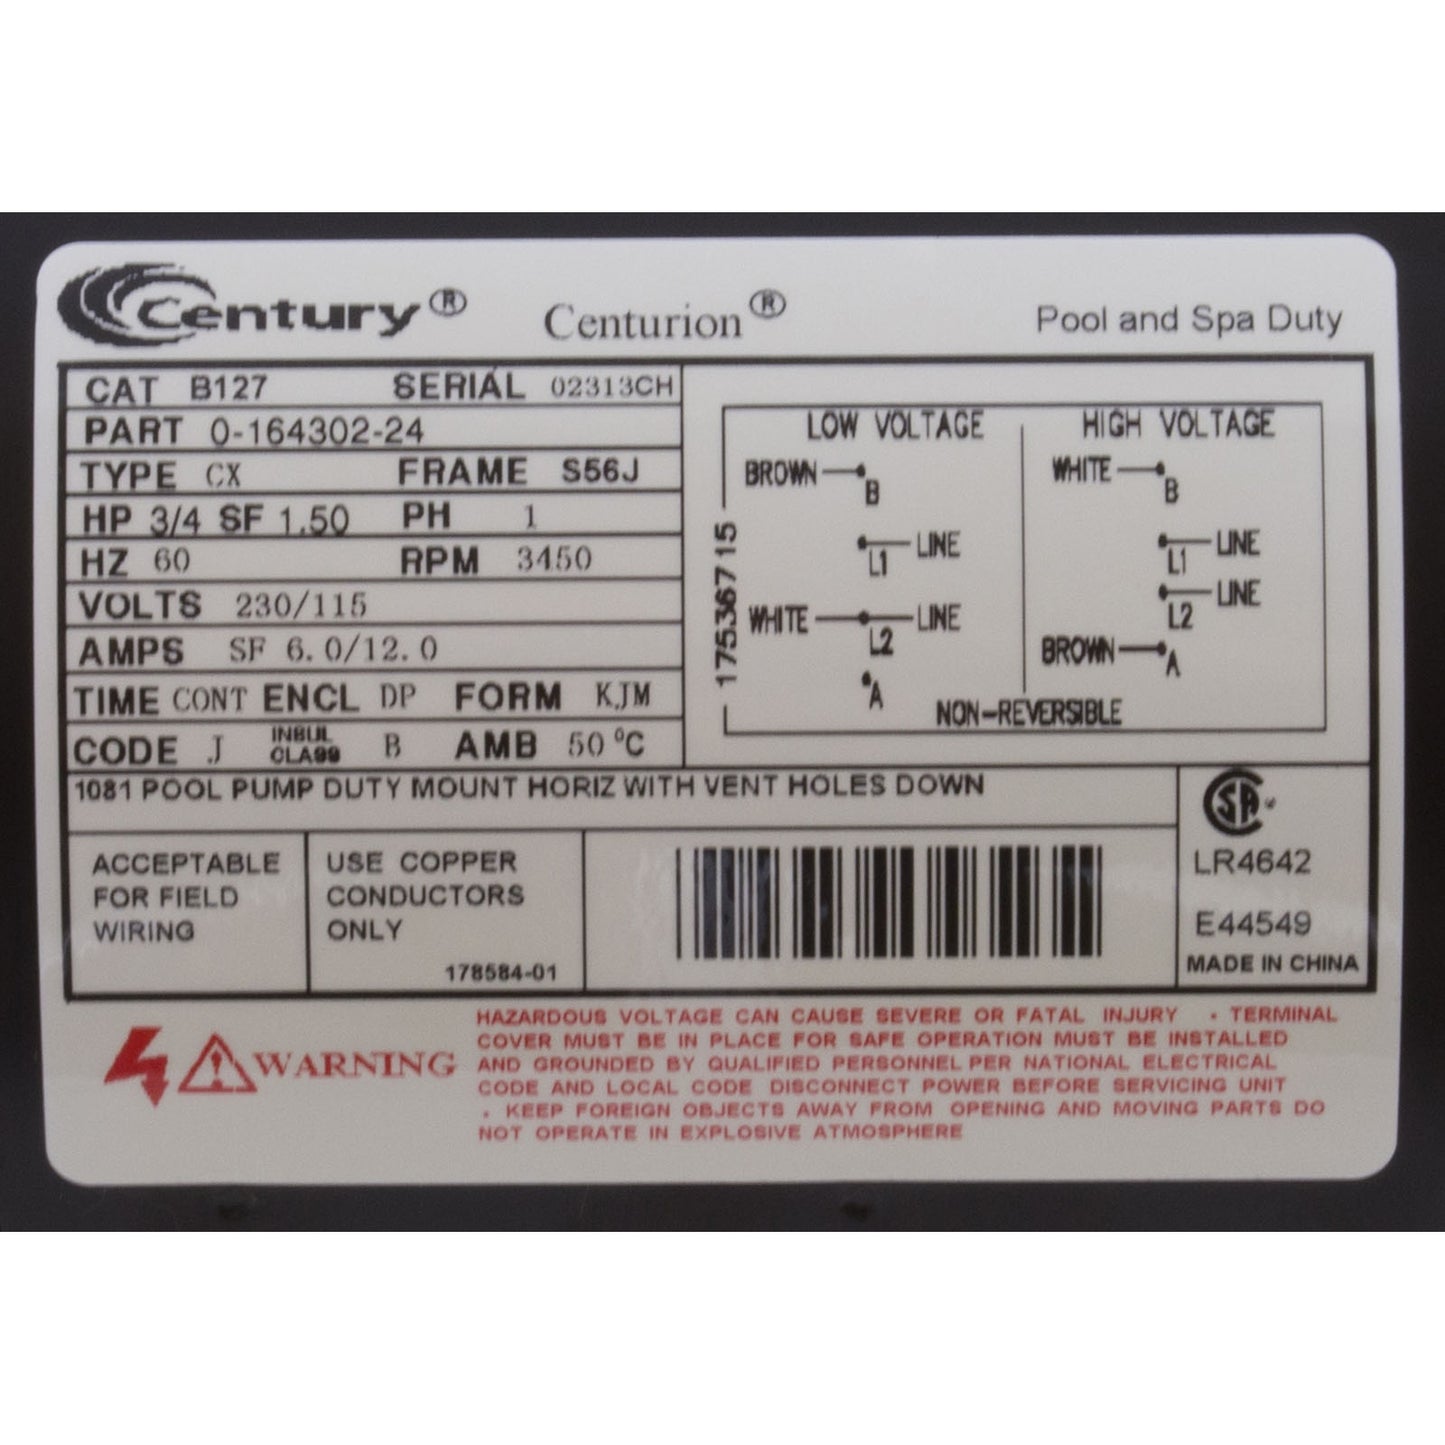 Century® Centurion® Pool and Spa Duty
CAT B127 SERIAL 02313CH
PART 0-164302-24
TYPE CX FRAME S56J
HP 3/4 SF 1.50 PH 1
HZ 60 RPM 3450
VOLTS 230/115
AMPS SF 6.0/12.0
TIME CONT ENCL DP FORM KJM
CODE J INBUL CLA99 B AMB 50°C
17536715
LOW VOLTAGE
BROWN B
L1 LINE
WHITE L2 LINE
A
HIGH VOLTAGE
WHITE B
L1 LINE
L2 LINE
BROWN A
NON-REVERSIBLE
1081 POOL PUMP DUTY MOUNT HORIZ WITH VENT HOLES DOWN
ACCEPTABLE
FOR FIELD
WIRING
USE COPPER
CONDUCTORS
ONLY
178584-01
SA
LR4642
E44549
MADE IN CHINA
WARNING
HAZARDOUS VOLTAGE CAN CAUSE SEVERE OR FATAL INJURY • TERMINAL
COVER MUST BE IN PLACE FOR SAFE OPERATION MUST BE INSTALLED
AND GROUNDED BY QUALIFIED PERSONNEL PER NATIONAL ELECTRICAL
CODE AND LOCAL CODE DISCONNECT POWER BEFORE SERVICING UNIT
• KEEP FOREIGN OBJECTS AWAY FROM OPENING AND MOVING PARTS DO
NOT OPERATE IN EXPLOSIVE ATMOSPHERE